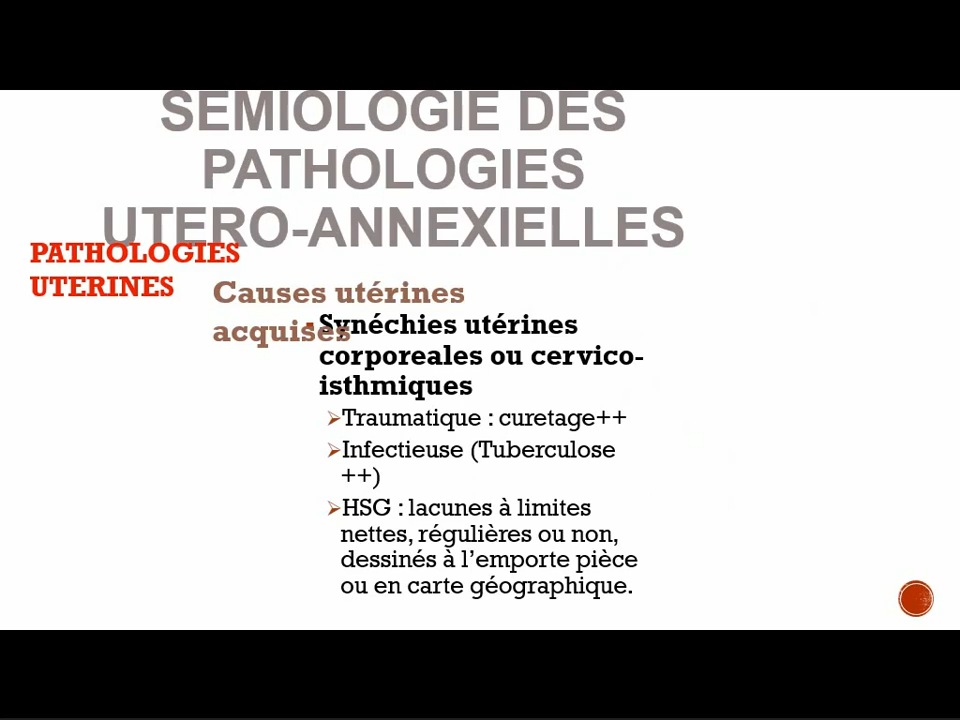 SEMIOLOGIE DES
PATHOLOGIES
UTERO-ANNEXIELLES
PATHOLOGIES
UTERINES
Causes utérines
acquises
Synéchies utérines
corporeales ou cervico-
isthmiques
Traumatique : curetage++
Infectieuse (Tuberculose
++)
HSG : lacunes à limites
nettes, régulières ou non,
dessinés à l'emporte pièce
ou en carte géographique.